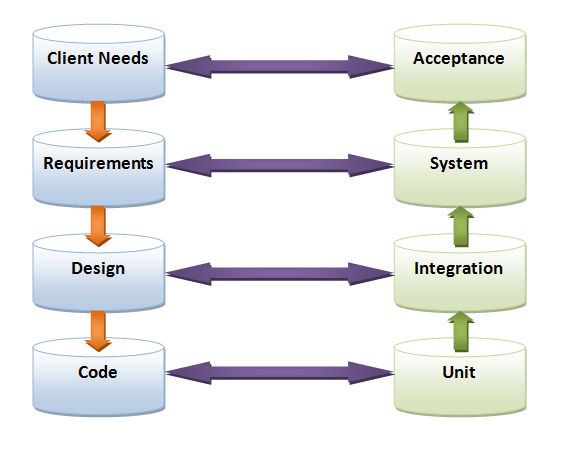 Client Needs
Acceptance
Requirements
System
Design
Integration
Code
Unit